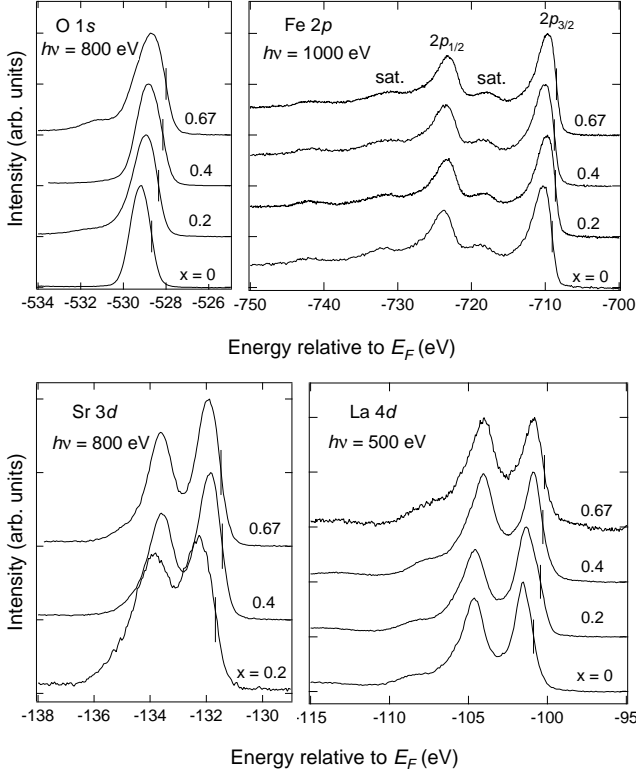 O 1s
hν = 800 eV
0.67
0.4
0.2
x = 0
-534 -532 -530 -528 -526
Fe 2p
hν = 1000 eV
2p1/2
2p3/2
sat.
sat.
0.67
0.4
0.2
x = 0
-750 -740 -730 -720 -710 -700
Intensity (arb. units)
Energy relative to EF (eV)
Sr 3d
hν = 800 eV
0.67
0.4
x = 0.2
-138 -136 -134 -132 -130
La 4d
hν = 500 eV
0.67
0.4
0.2
x = 0
-115 -110 -105 -100 -95
Intensity (arb. units)
Energy relative to EF (eV)